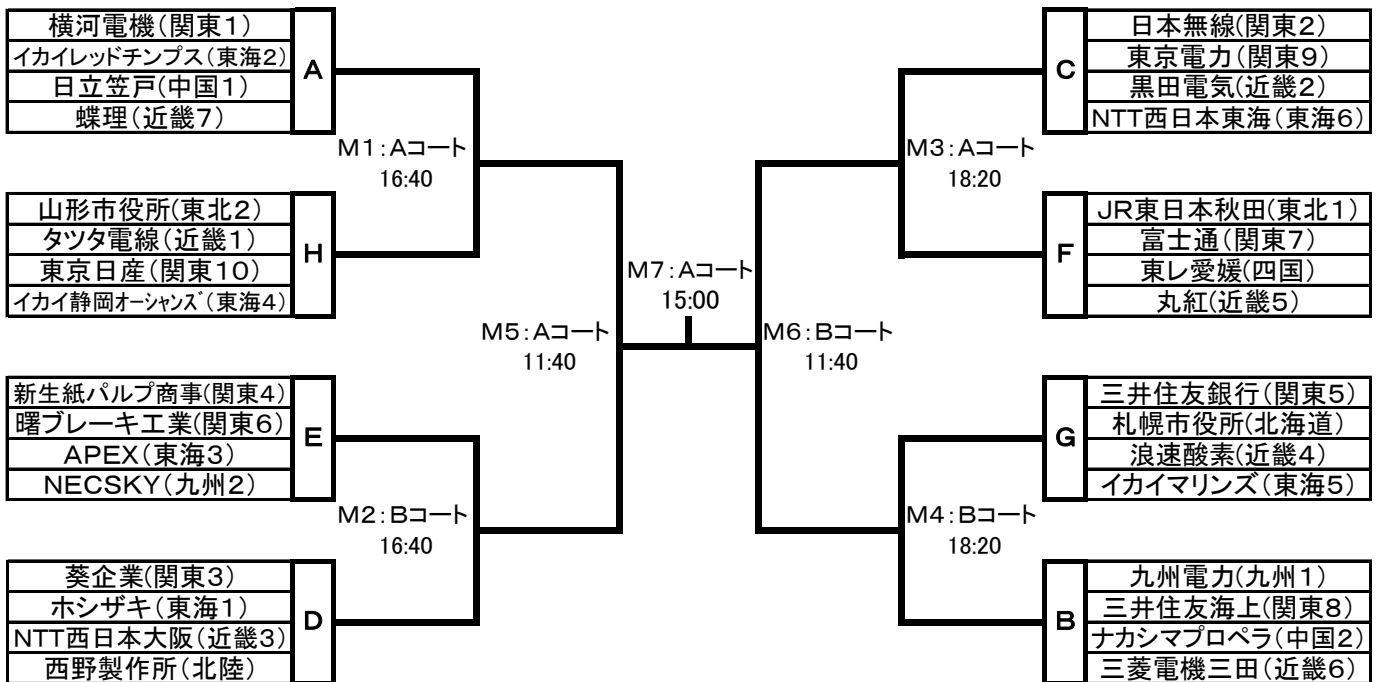 横河電機(関東1)
イカイレッドチンプス(東海2)
日立笠戸(中国1)
蝶理(近畿7)
A
M1:Aコート
16:40
山形市役所(東北2)
タツタ電線(近畿1)
東京日産(関東10)
イカイ静岡オーシャンズ(東海4)
H
M5:Aコート
11:40
新生紙パルプ商事(関東4)
曙ブレーキ工業(関東6)
APEX(東海3)
NECSKY(九州2)
E
M2:Bコート
16:40
葵企業(関東3)
ホシザキ(東海1)
NTT西日本大阪(近畿3)
西野製作所(北陸)
D
M7:Aコート
15:00
日本無線(関東2)
東京電力(関東9)
黒田電気(近畿2)
NTT西日本東海(東海6)
C
M3:Aコート
18:20
JR東日本秋田(東北1)
富士通(関東7)
東レ愛媛(四国)
丸紅(近畿5)
F
M6:Bコート
11:40
三井住友銀行(関東5)
札幌市役所(北海道)
浪速酸素(近畿4)
イカイマリンズ(東海5)
G
M4:Bコート
18:20
九州電力(九州1)
三井住友海上(関東8)
ナカシマプロペラ(中国2)
三菱電機三田(近畿6)
B